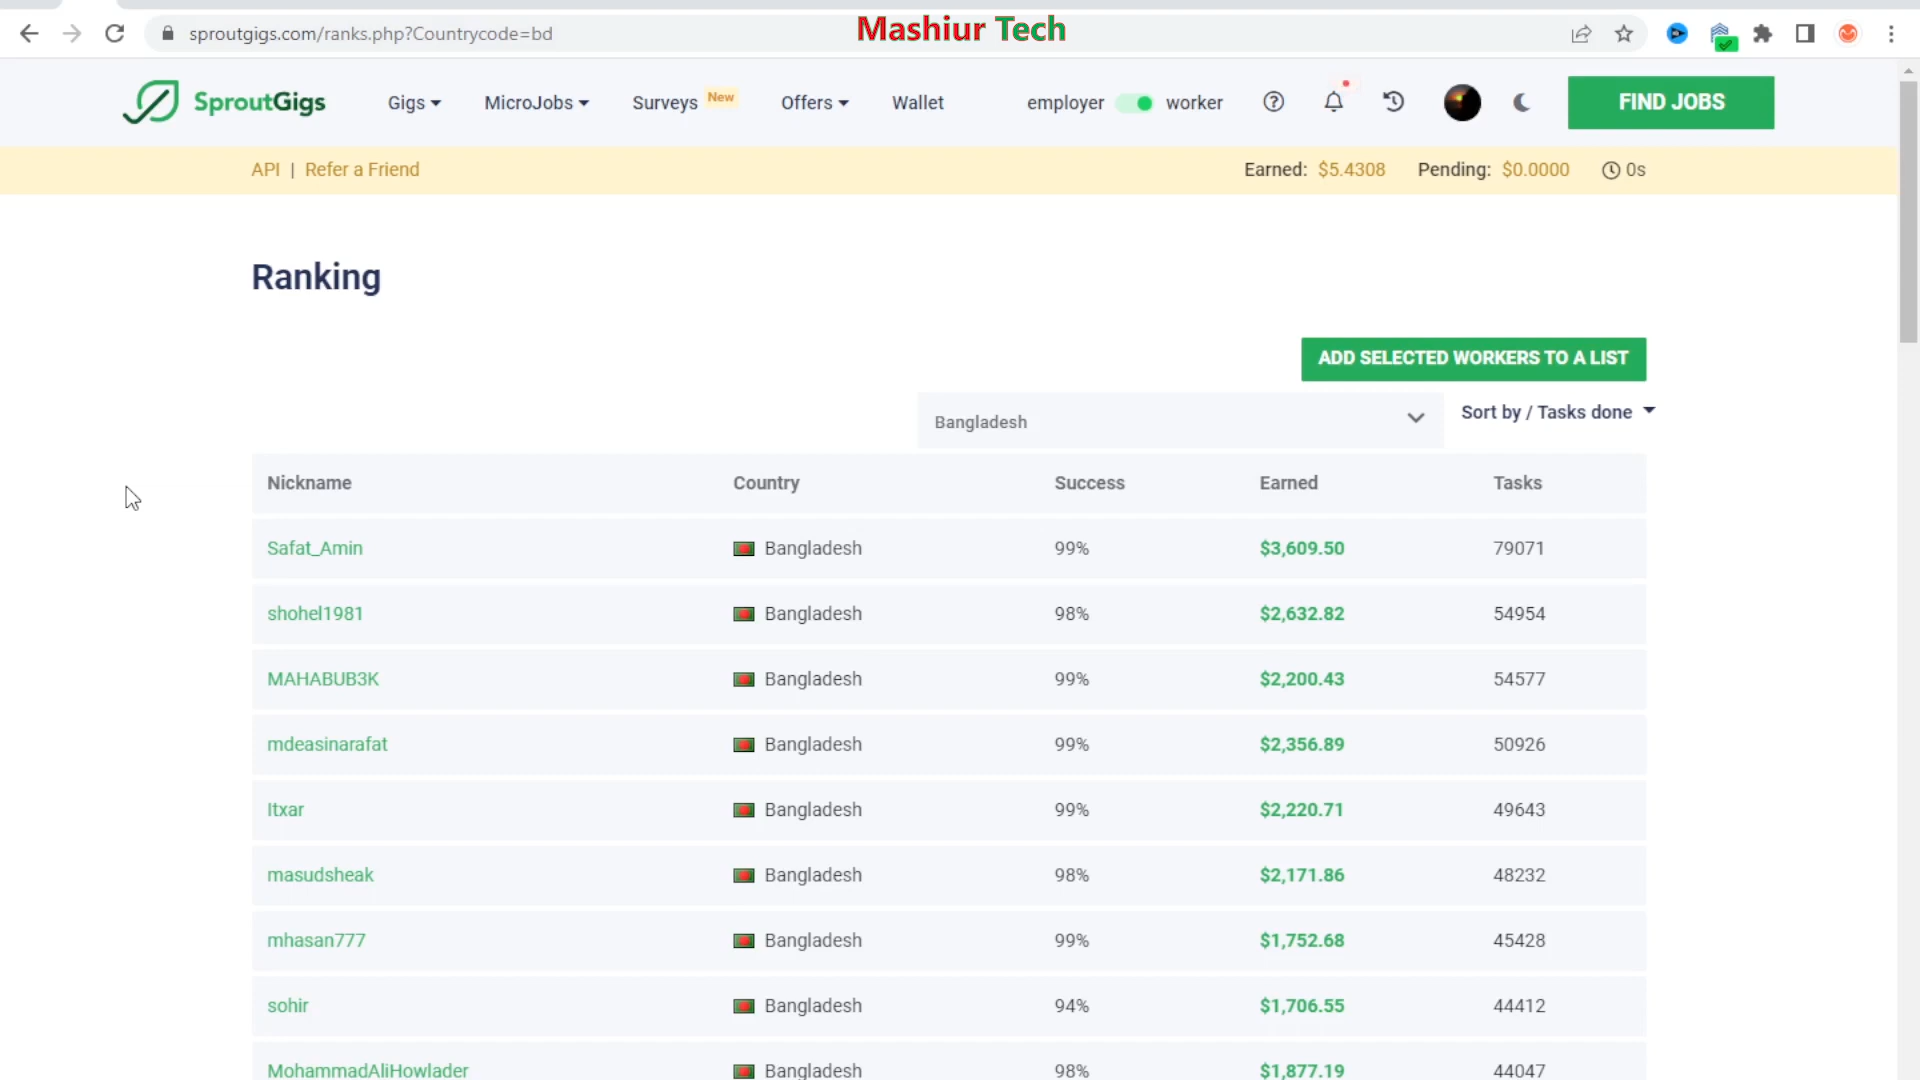 sproutgigs.com/ranks.php?Countrycode=bd
Mashiur Tech
SproutGigs
Gigs
MicroJobs
Surveys New
Offers
Wallet
employer worker
FIND JOBS
API | Refer a Friend
Earned: $5.4308 Pending: $0.0000 0s
Ranking
ADD SELECTED WORKERS TO A LIST
Bangladesh
Sort by / Tasks done
Nickname Country Success Earned Tasks
Safat_Amin Bangladesh 99% $3,609.50 79071
shohel1981 Bangladesh 98% $2,632.82 54954
MAHABUB3K Bangladesh 99% $2,200.43 54577
mdeasinarafat Bangladesh 99% $2,356.89 50926
Itxar Bangladesh 99% $2,220.71 49643
masudsheak Bangladesh 98% $2,171.86 48232
mhasan777 Bangladesh 99% $1,752.68 45428
sohir Bangladesh 94% $1,706.55 44412
MohammadAliHowlader Bangladesh 98% $1,877.19 44047